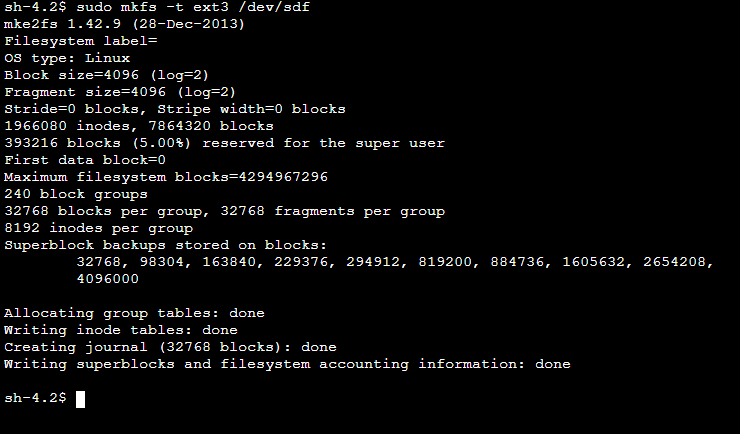 sh-4.2$ sudo mkfs -t ext3 /dev/sdf
mke2fs 1.42.9 (28-Dec-2013)
Filesystem label=
OS type: Linux
Block size=4096 (log=2)
Fragment size=4096 (log=2)
Stride=0 blocks, Stripe width=0 blocks
1966080 inodes, 7864320 blocks
393216 blocks (5.00%) reserved for the super user
First data block=0
Maximum filesystem blocks=4294967296
240 block groups
32768 blocks per group, 32768 fragments per group
8192 inodes per group
Superblock backups stored on blocks:
32768, 98304, 163840, 229376, 294912, 819200, 884736, 1605632, 2654208,
4096000
Allocating group tables: done
Writing inode tables: done
Creating journal (32768 blocks): done
Writing superblocks and filesystem accounting information: done
sh-4.2$